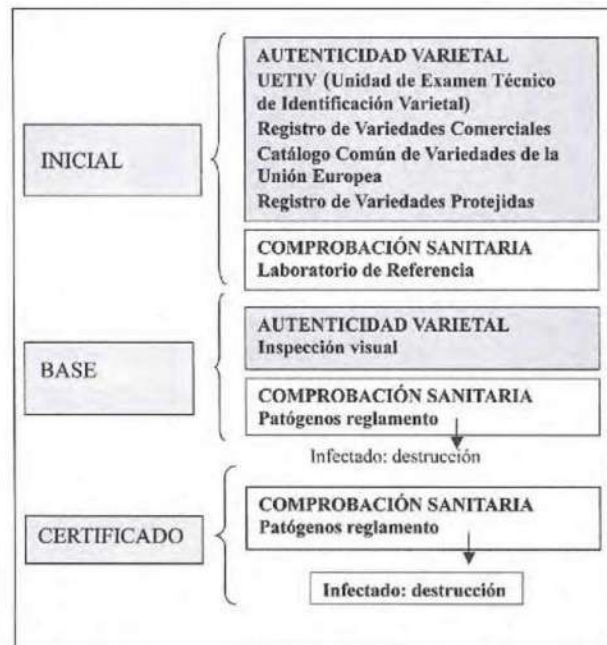 INICIAL
AUTENTICIDAD VARIETAL
UETIV (Unidad de Examen Técnico
de Identificación Varietal)
Registro de Variedades Comerciales
Catálogo Común de Variedades de la
Unión Europea
Registro de Variedades Protejidas
COMPROBACIÓN SANITARIA
Laboratorio de Referencia
BASE
AUTENTICIDAD VARIETAL
Inspección visual
COMPROBACIÓN SANITARIA
Patógenos reglamento
Infectado: destrucción
CERTIFICADO
COMPROBACIÓN SANITARIA
Patógenos reglamento
Infectado: destrucción